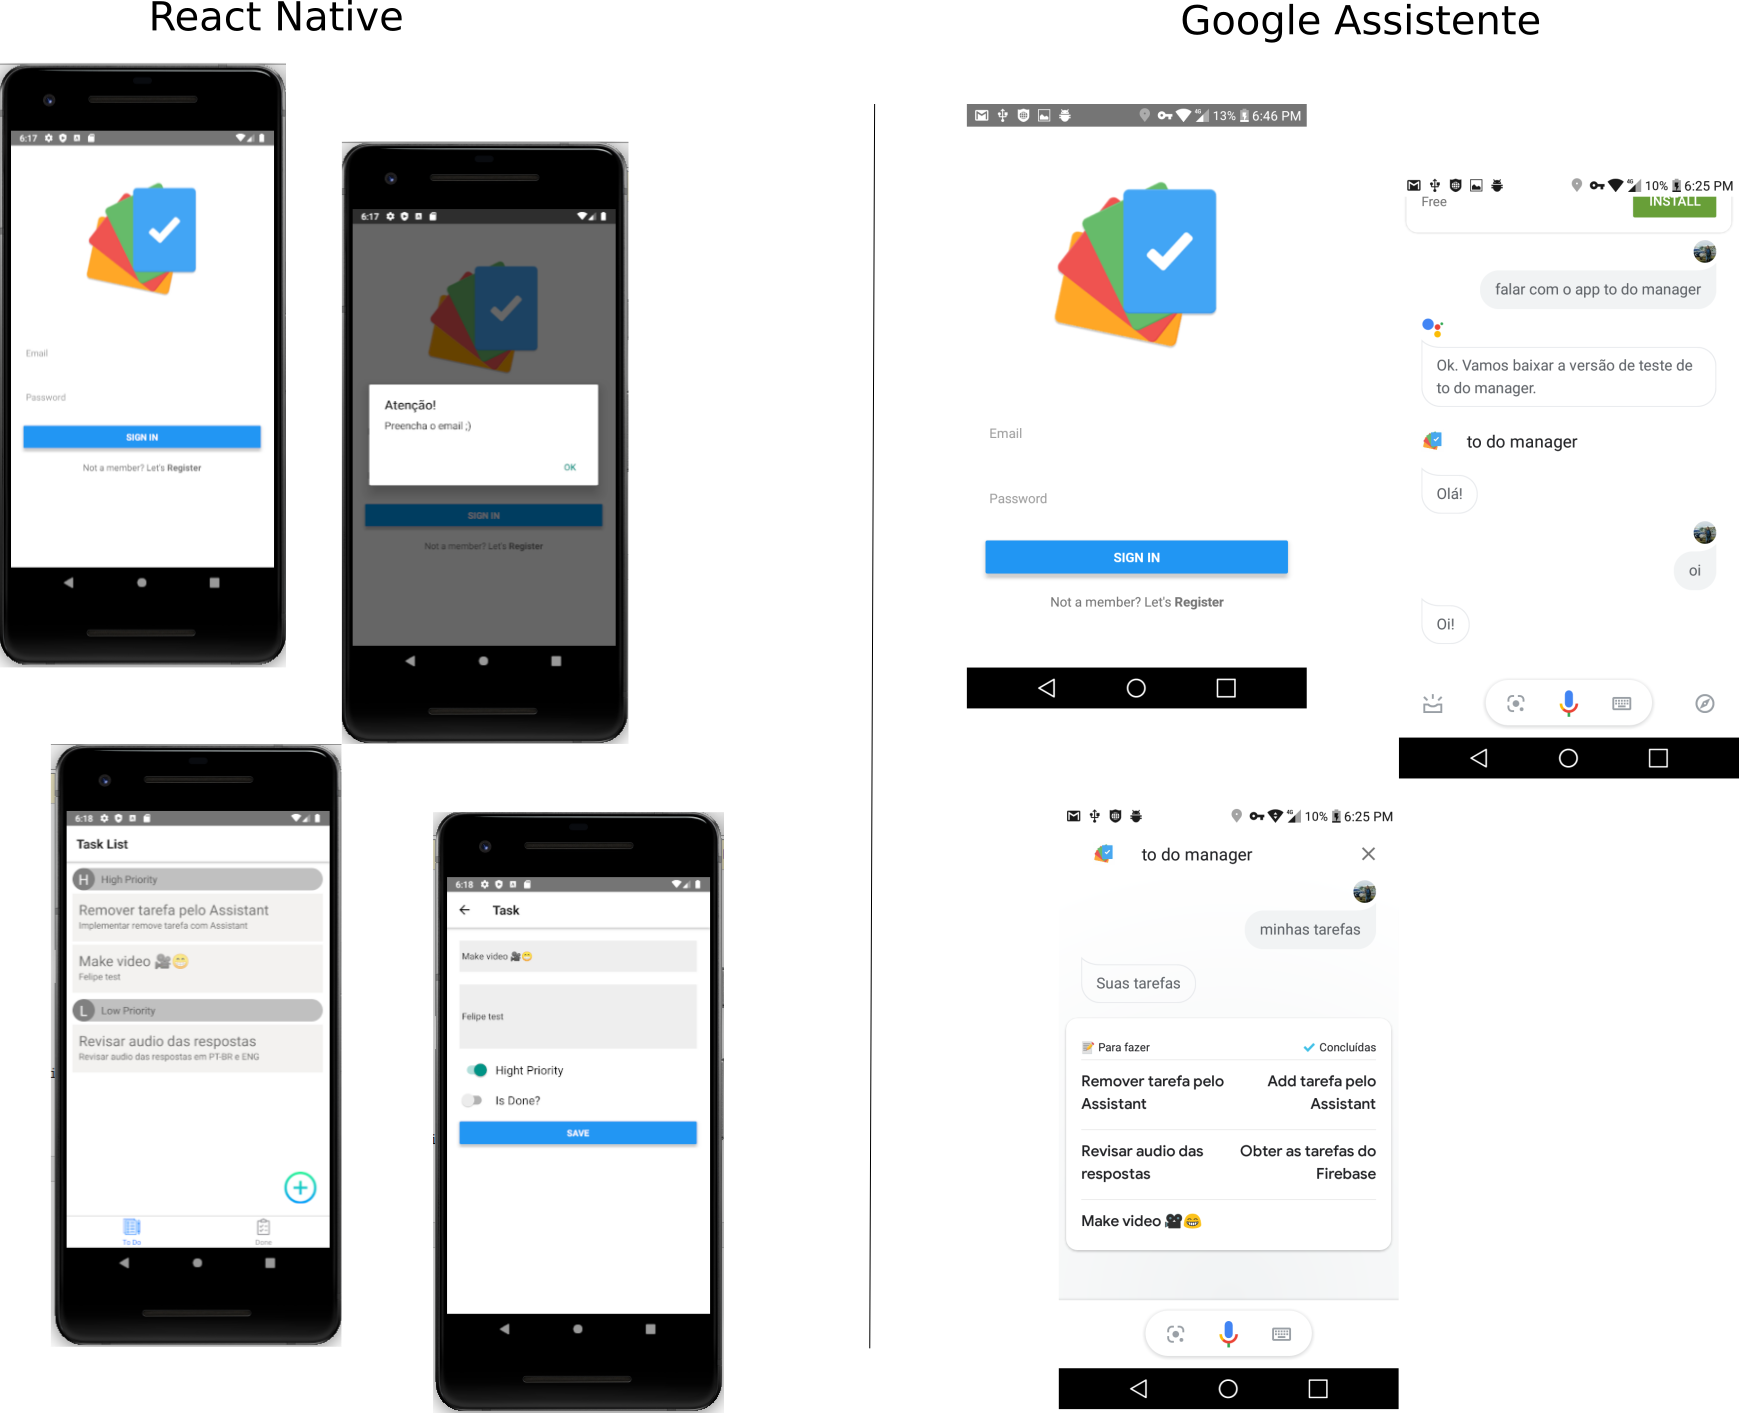 React Native
Google Assistente
6:17
Email
Password
SIGN IN
Not a member? Let's Register
6:17
Atenção!
Preencha o email ;)
OK
SIGN IN
Not a member? Let's Register
6:18
Task List
H High Priority
Remover tarefa pelo Assistant
Implementar remove tarefa com Assistant
Make video 🎥😁
Felipe test
L Low Priority
Revisar audio das respostas
Revisar audio das respostas em PT-BR e ENG
To Do
Done
6:18
Task
Make video 🎥😁
Felipe test
Hight Priority
Is Done?
SAVE
4G 13% 6:46 PM
Email
Password
SIGN IN
Not a member? Let's Register
4G 10% 6:25 PM
Free
INSTALL
falar com o app to do manager
Ok. Vamos baixar a versão de teste de
to do manager.
to do manager
Olá!
oi
Oi!
4G 10% 6:25 PM
to do manager
minhas tarefas
Suas tarefas
📝 Para fazer
✓ Concluídas
Remover tarefa pelo
Assistant
Add tarefa pelo
Assistant
Revisar audio das
respostas
Obter as tarefas do
Firebase
Make video 🎥😁